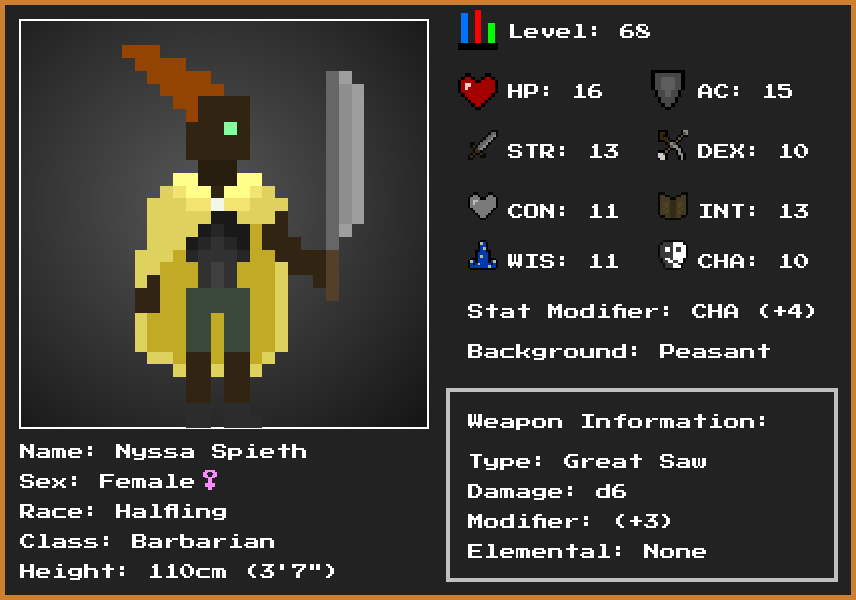 Level: 68
HP: 16
AC: 15
STR: 13
DEX: 10
CON: 11
INT: 13
WIS: 11
CHA: 10
Stat Modifier: CHA (+4)
Background: Peasant
Weapon Information:
Type: Great Saw
Damage: d6
Modifier: (+3)
Elemental: None
Name: Nyssa Spieth
Sex: Female♀
Race: Halfling
Class: Barbarian
Height: 110cm (3'7")